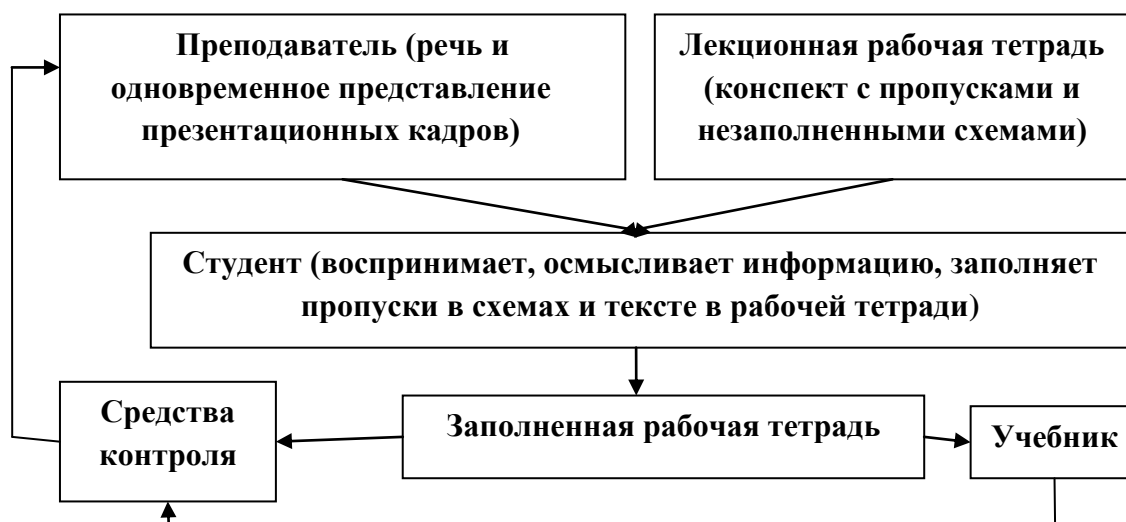 Преподаватель (речь и
одновременное представление
презентационных кадров)
Лекционная рабочая тетрадь
(конспект с пропусками и
незаполненными схемами)
Студент (воспринимает, осмысливает информацию, заполняет
пропуски в схемах и тексте в рабочей тетради)
Средства
контроля
Заполненная рабочая тетрадь
Учебник